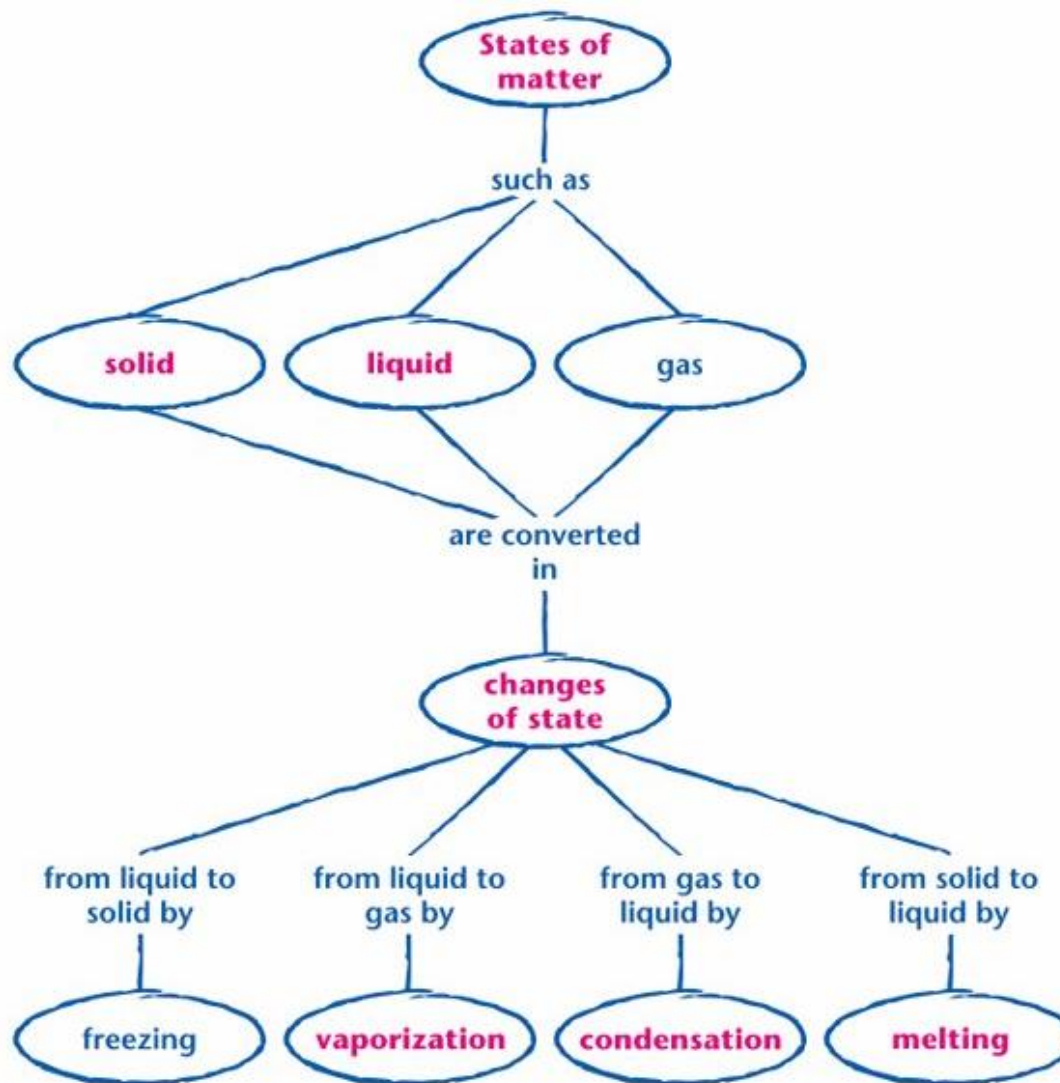 States of
matter
such as
solid
liquid
gas
are converted
in
changes
of state
from liquid to
solid by
from liquid to
gas by
from gas to
liquid by
from solid to
liquid by
freezing
vaporization
condensation
melting